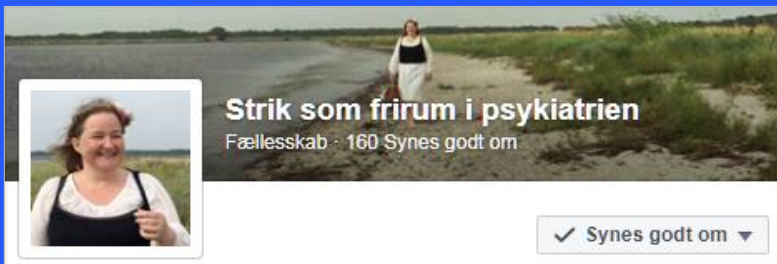 Strik som frirum i psykiatrien
Fællesskab · 160 Synes godt om
Synes godt om